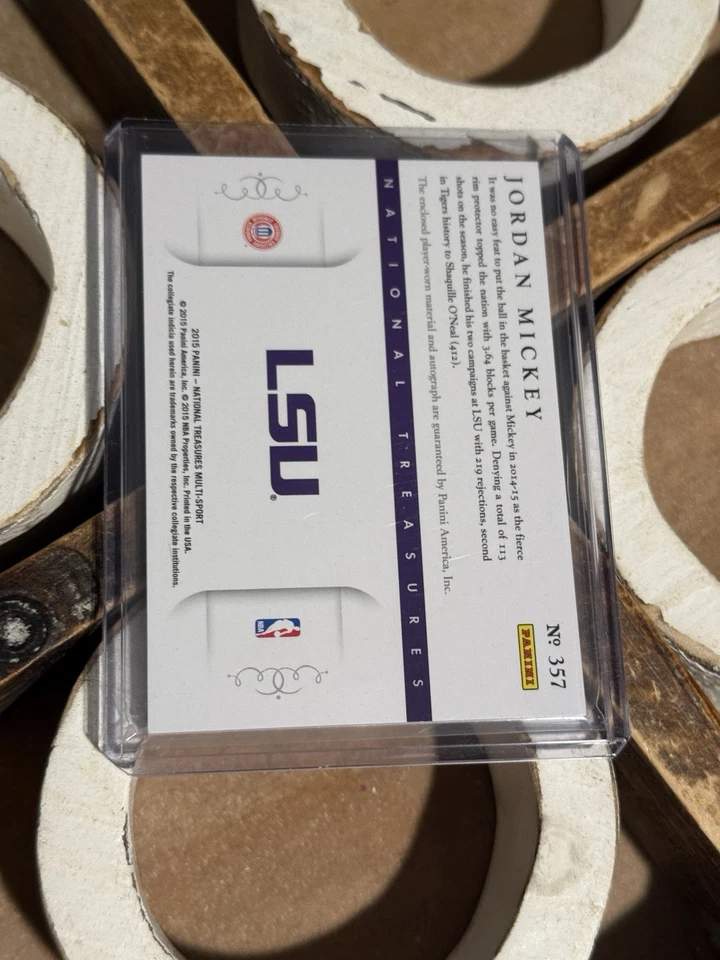 JORDAN MICKEY
Nº 357
PANINI
It was no easy feat to put the ball in the basket against Mickey in 2014-15 as the fierce
rim protector topped the nation with 3.64 blocks per game. Denying a total of 113
shots on the season, he finished his two campaigns at LSU with 219 rejections, second
in Tigers history to Shaquille O'Neal (412).
The enclosed player-worn material and autograph are guaranteed by Panini America, Inc.
NATIONAL TREASURES
LSU®
NBA
2015 PANINI – NATIONAL TREASURES MULTI-SPORT
© 2015 Panini America, Inc. © 2015 NBA Properties, Inc. Printed in the USA.
The collegiate indicia used herein are trademarks owned by the respective collegiate institutions.